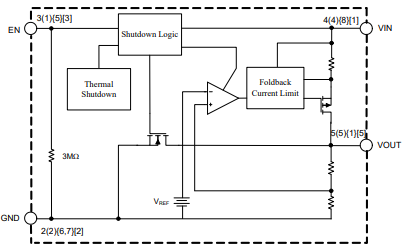 3(1){5}[3]
4(4){8}[1]
EN
Shutdown Logic
VIN
Thermal
Shutdown
Foldback
Current Limit
-
+
5(5){1}[5]
VOUT
3MΩ
VREF
GND
2(2){6,7}[2]